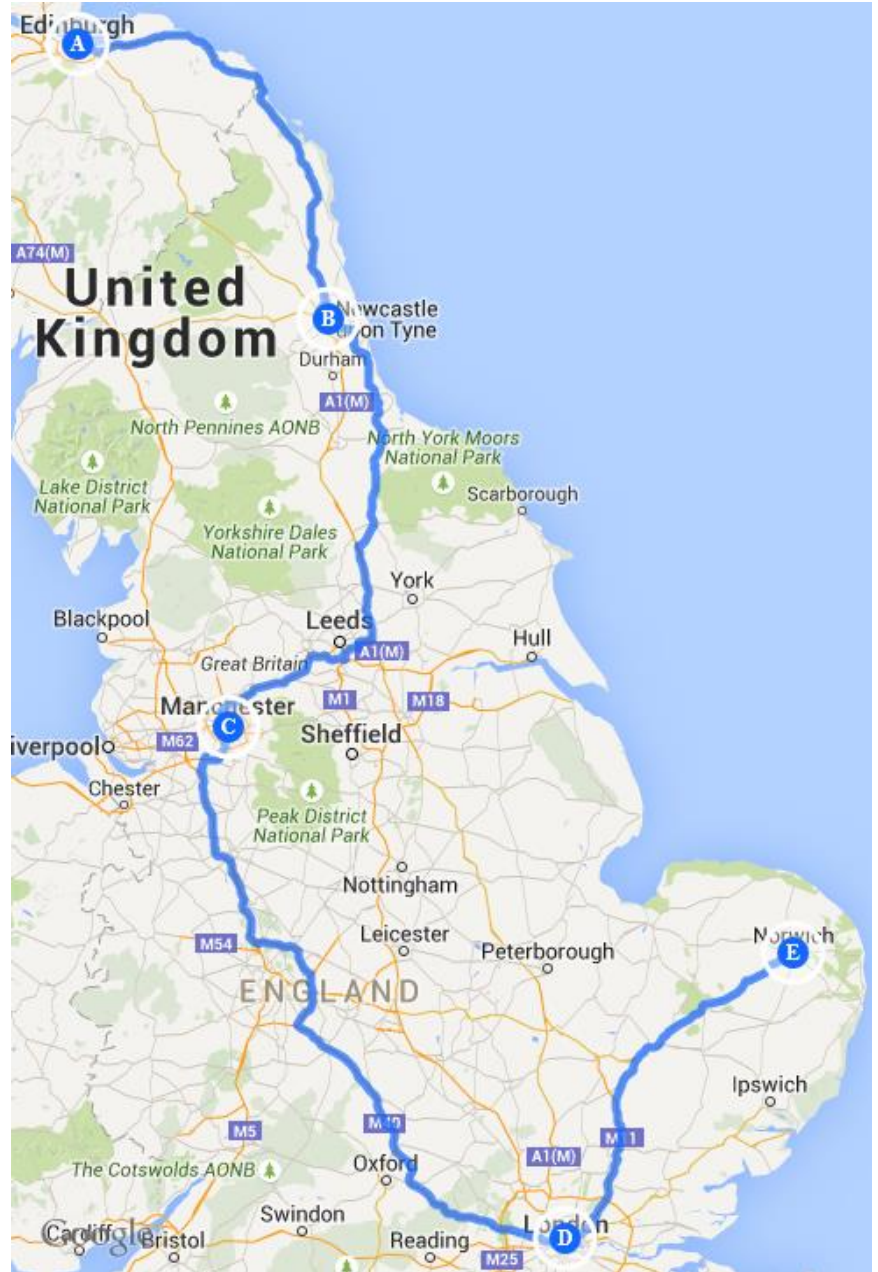 Edinburgh
A
A74(M)
United
Kingdom
B
Newcastle
upon Tyne
Durham
A1(M)
North Pennines AONB
North York Moors
National Park
Lake District
National Park
Scarborough
Yorkshire Dales
National Park
York
Blackpool
Leeds
Hull
A1(M)
Great Britain
M1
M18
Manchester
C
M62
iverpool
Sheffield
Chester
Peak District
National Park
Nottingham
M54
Leicester
Peterborough
Norwich
E
ENGLAND
Ipswich
M5
M40
M11
A1(M)
The Cotswolds AONB
Oxford
Swindon
London
D
Google
Cardiff
Bristol
Reading
M25